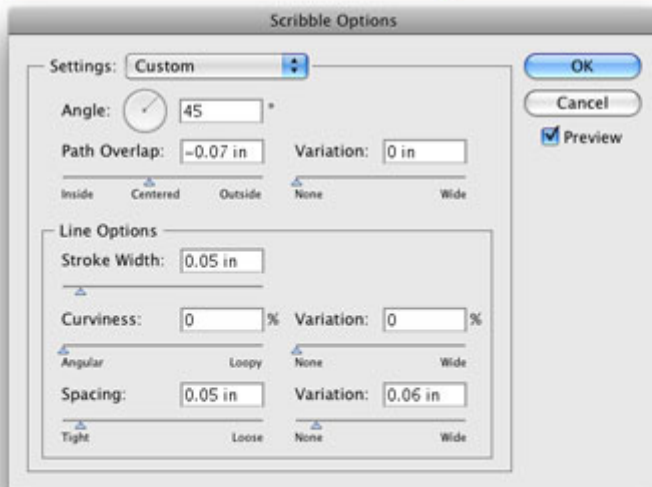 Scribble Options
Settings: Custom
OK
Angle: 45 °
Cancel
Preview
Path Overlap: -0.07 in Variation: 0 in
Inside Centered Outside None Wide
Line Options
Stroke Width: 0.05 in
Curviness: 0 % Variation: 0 %
Angular Loopy None Wide
Spacing: 0.05 in Variation: 0.06 in
Tight Loose None Wide